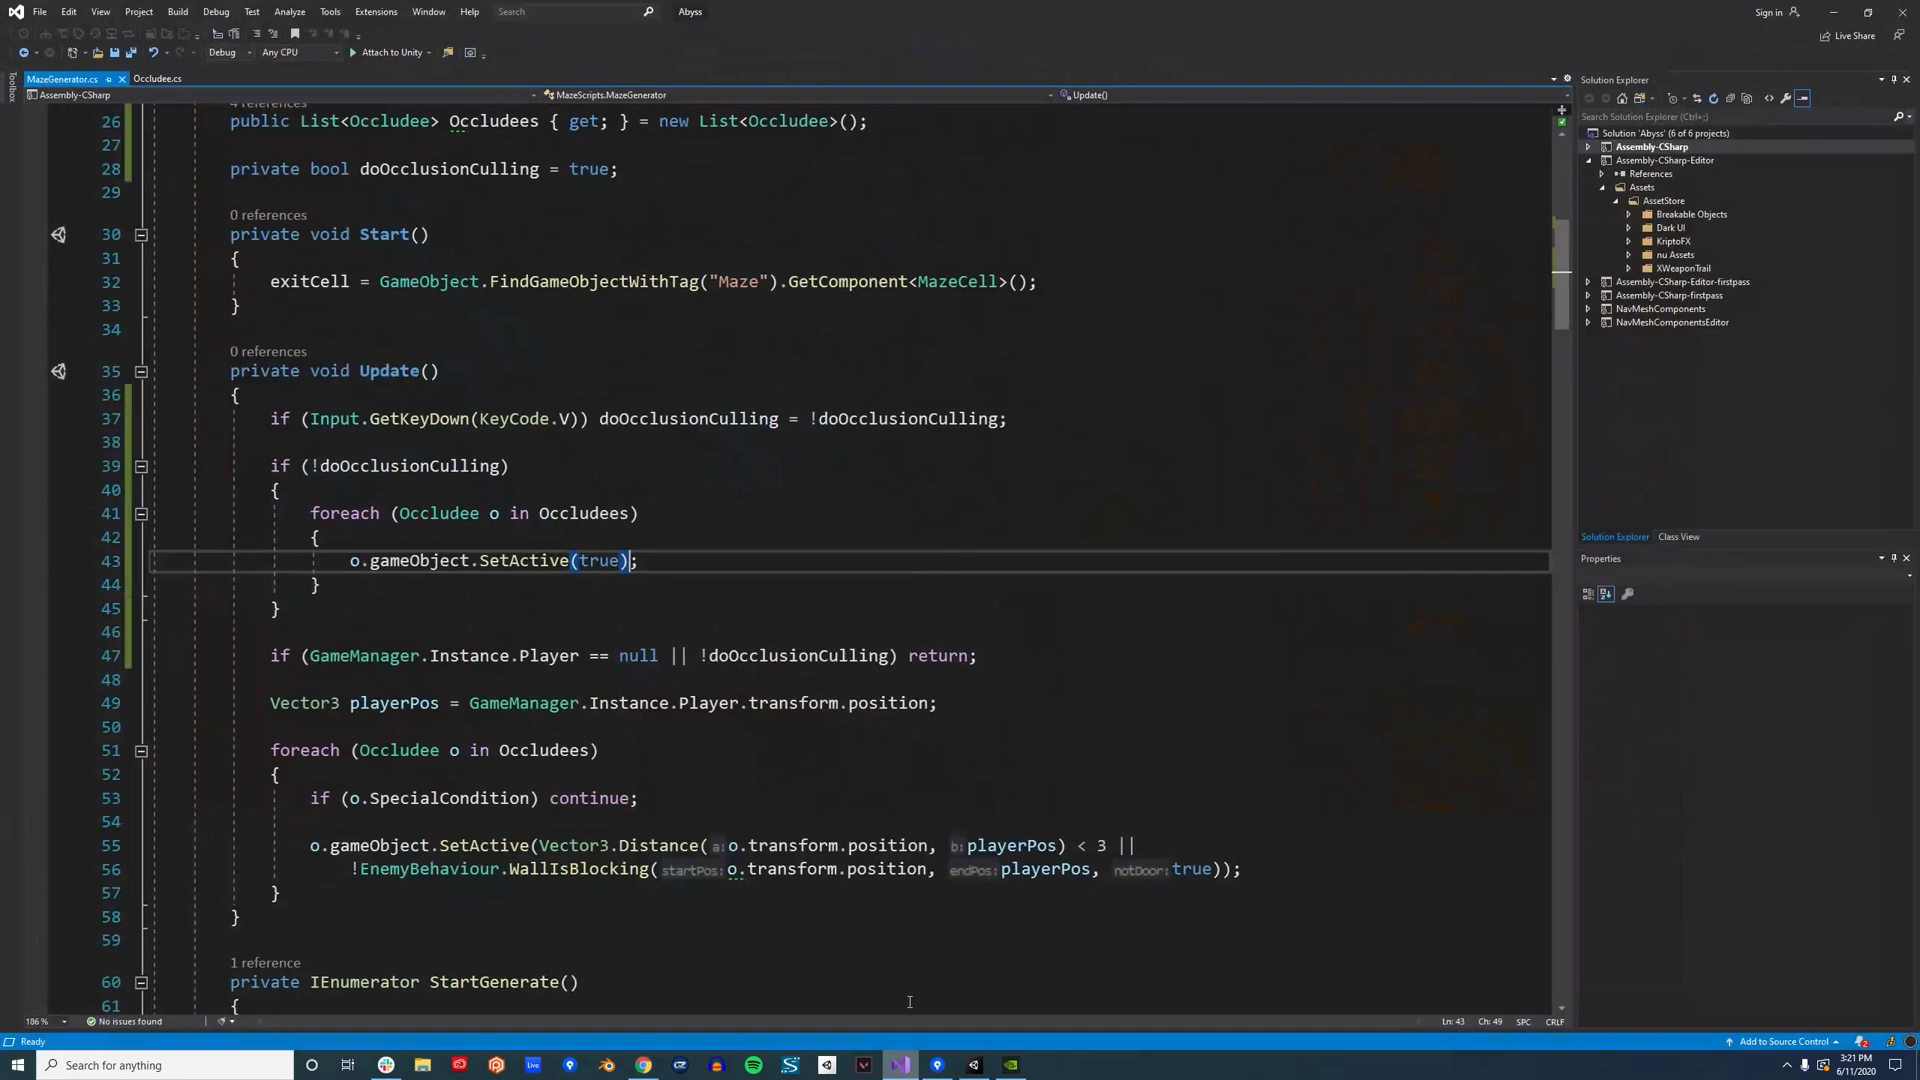 File Edit View Project Build Debug Test Analyze Tools Extensions Window Help Search Abyss Sign in
Live Share
Debug Any CPU Attach to Unity
MazeGenerator.cs Occludee.cs
Assembly-CSharp MazeScripts.MazeGenerator Update()
Toolbox
4 references
26 public List<Occludee> Occludees { get; } = new List<Occludee>();
27
28 private bool doOcclusionCulling = true;
29
0 references
30 private void Start()
31 {
32 exitCell = GameObject.FindGameObjectWithTag("Maze").GetComponent<MazeCell>();
33 }
34
0 references
35 private void Update()
36 {
37 if (Input.GetKeyDown(KeyCode.V)) doOcclusionCulling = !doOcclusionCulling;
38
39 if (!doOcclusionCulling)
40 {
41 foreach (Occludee o in Occludees)
42 {
43 o.gameObject.SetActive(true);
44 }
45 }
46
47 if (GameManager.Instance.Player == null || !doOcclusionCulling) return;
48
49 Vector3 playerPos = GameManager.Instance.Player.transform.position;
50
51 foreach (Occludee o in Occludees)
52 {
53 if (o.SpecialCondition) continue;
54
55 o.gameObject.SetActive(Vector3.Distance(a:o.transform.position, b:playerPos) < 3 ||
56 !EnemyBehaviour.WallIsBlocking(startPos:o.transform.position, endPos:playerPos, notDoor:true));
57 }
58 }
59
1 reference
60 private IEnumerator StartGenerate()
61 {
186 % No issues found Ln: 43 Ch: 49 SPC CRLF
Solution Explorer
Search Solution Explorer (Ctrl+;)
Solution 'Abyss' (6 of 6 projects)
Assembly-CSharp
Assembly-CSharp-Editor
References
Assets
AssetStore
Breakable Objects
Dark UI
KriptoFX
nu Assets
XWeaponTrail
Assembly-CSharp-Editor-firstpass
Assembly-CSharp-firstpass
NavMeshComponents
NavMeshComponentsEditor
Solution Explorer Class View
Properties
Ready Add to Source Control 2
Search for anything
Live
3:21 PM
6/11/2020